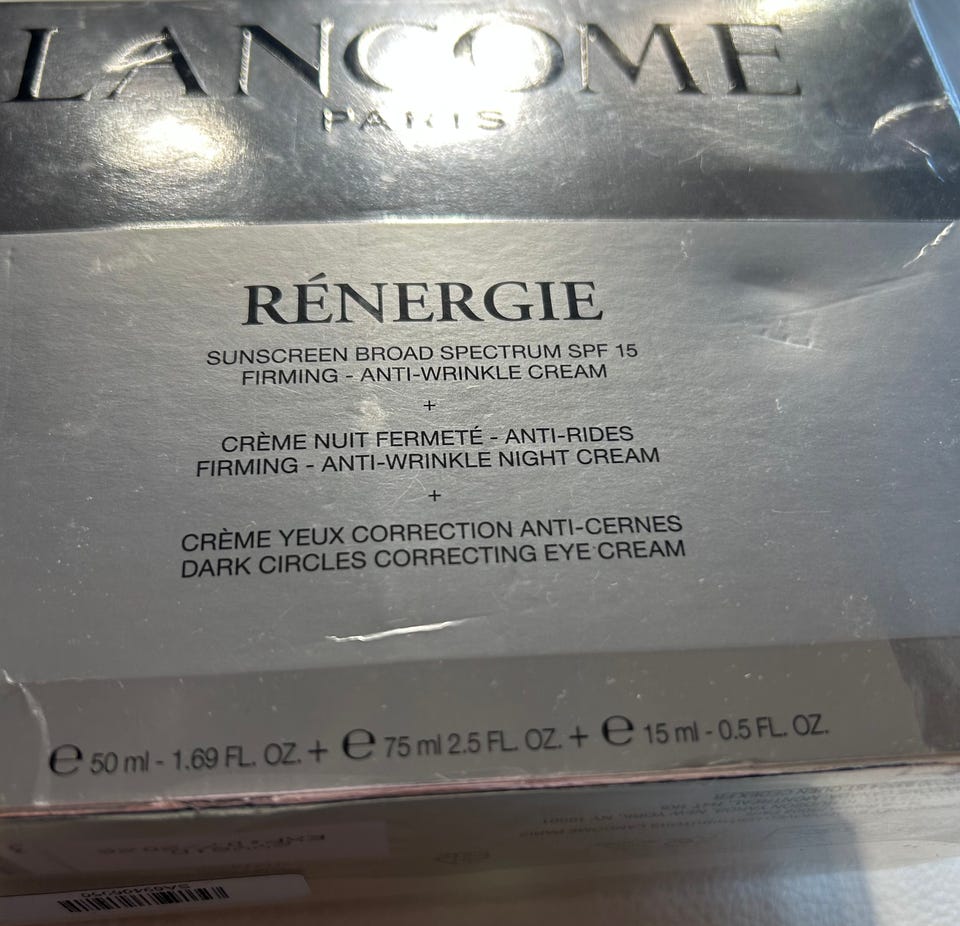 LANCOME
PARIS
RÉNERGIE
SUNSCREEN BROAD SPECTRUM SPF 15
FIRMING - ANTI-WRINKLE CREAM
+
CRÈME NUIT FERMETÉ - ANTI-RIDES
FIRMING - ANTI-WRINKLE NIGHT CREAM
+
CRÈME YEUX CORRECTION ANTI-CERNES
DARK CIRCLES CORRECTING EYE CREAM
℮ 50 ml - 1.69 FL. OZ. + ℮ 75 ml 2.5 FL. OZ. + ℮ 15 ml - 0.5 FL. OZ.